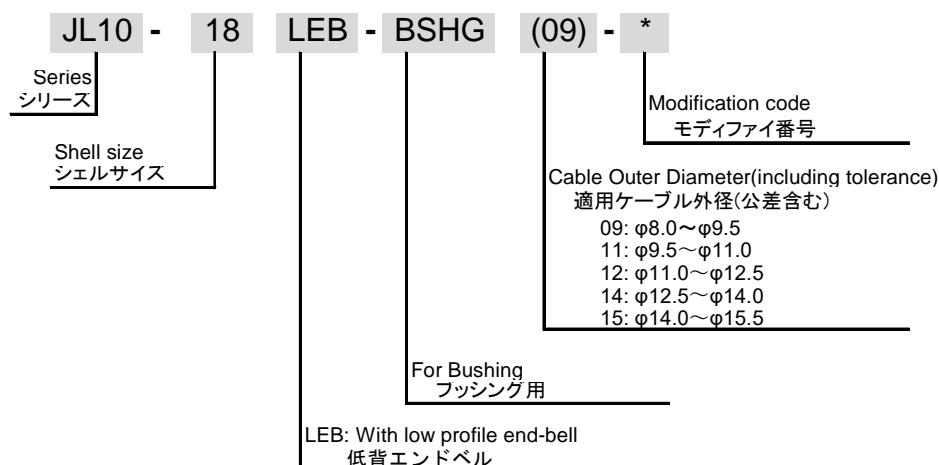 JL10 - 18 LEB - BSHG (09) - *
Series
シリーズ
Modification code
モディファイ番号
Shell size
シェルサイズ
Cable Outer Diameter(including tolerance)
適用ケーブル外径(公差含む)
09: φ8.0～φ9.5
11: φ9.5～φ11.0
12: φ11.0～φ12.5
14: φ12.5～φ14.0
15: φ14.0～φ15.5
For Bushing
ブッシング用
LEB: With low profile end-bell
低背エンドベル